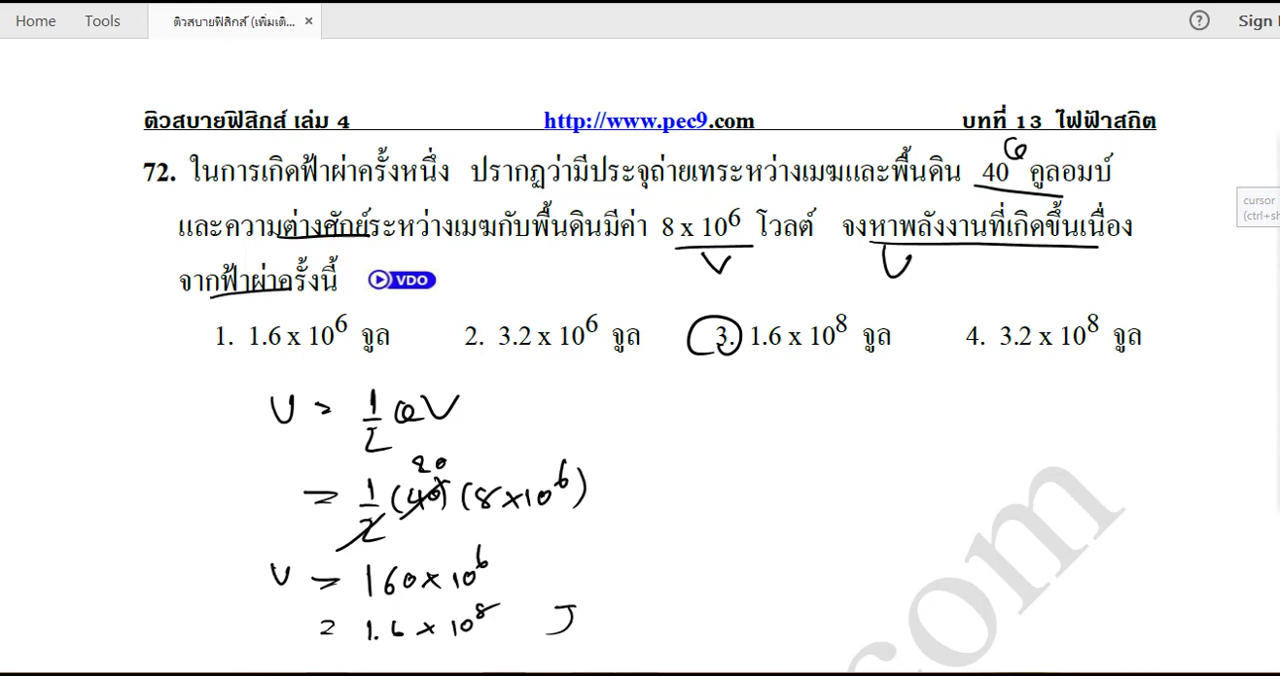 Home Tools ติวสบายฟิสิกส์ (เพิ่มเติ... × ? Sign
ติวสบายฟิสิกส์ เล่ม 4 http://www.pec9.com บทที่ 13 ไฟฟ้าสถิต
Q
72. ในการเกิดฟ้าผ่าครั้งหนึ่ง ปรากฏว่ามีประจุถ่ายเทระหว่างเมฆและพื้นดิน 40 คูลอมบ์
cursor
(ctrl+sh
และความต่างศักย์ระหว่างเมฆกับพื้นดินมีค่า 8 x 10⁶ โวลต์ จงหาพลังงานที่เกิดขึ้นเนื่อง
V U
จากฟ้าผ่าครั้งนี้ VDO
1. 1.6 x 10⁶ จูล 2. 3.2 x 10⁶ จูล 3. 1.6 x 10⁸ จูล 4. 3.2 x 10⁸ จูล
U = 1/2 QV
20
= 1/2 (40) (8×10⁶)
U = 160×10⁶
= 1.6 × 10⁸ J
com